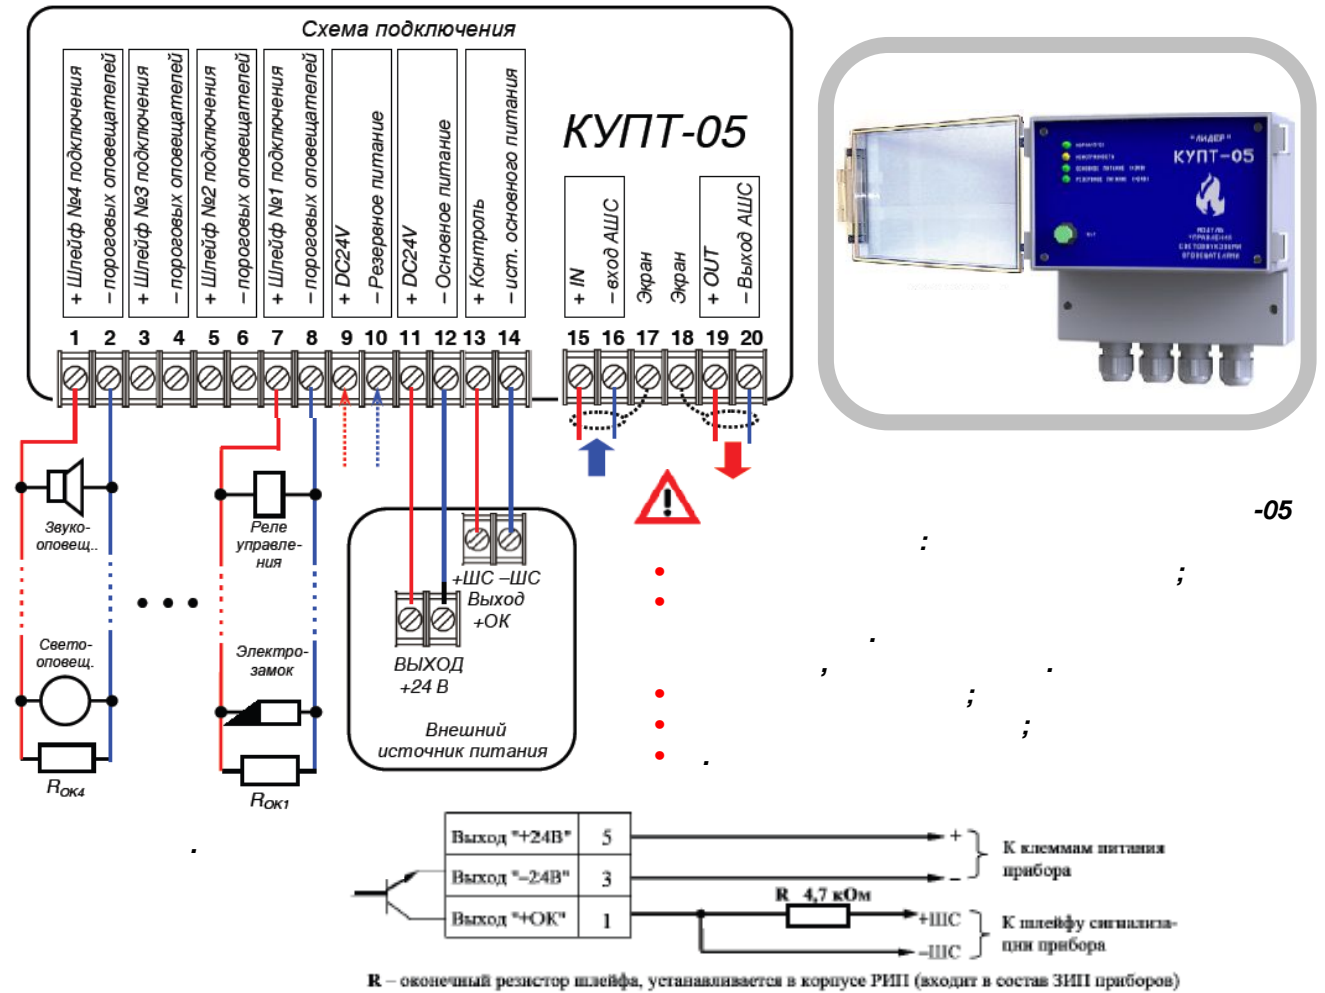 Схема подключения
+ Шлейф №4 подключения
– пороговых оповещателей
+ Шлейф №3 подключения
– пороговых оповещателей
+ Шлейф №2 подключения
– пороговых оповещателей
+ Шлейф №1 подключения
– пороговых оповещателей
+ DC24V
– Резервное питание
+ DC24V
– Основное питание
+ Контроль
– ист. основного питания
КУПТ-05
+ IN
– вход АШС
Экран
Экран
+ OUT
– Выход АШС
1 2 3 4 5 6 7 8 9 10 11 12 13 14 15 16 17 18 19 20
"ЛИДЕР"
КУПТ-05
МОДУЛЬ
УПРАВЛЕНИЯ
СВЕТОЗВУКОВЫМИ
ОПОВЕЩАТЕЛЯМИ
Звуко-
оповещ..
Свето-
оповещ.
Rок4
Реле
управле-
ния
Электро-
замок
Rок1
+ШС –ШС
Выход
+ОК
ВЫХОД
+24 В
Внешний
источник питания
-05
:
;
.
, .
;
;
.
.
Выход "+24В" 5 +
Выход "–24В" 3 –
К клеммам питания
прибора
Выход "+ОК" 1
R 4,7 кОм
+ШС
–ШС
К шлейфу сигнализа-
ции прибора
R – оконечный резистор шлейфа, устанавливается в корпусе РИП (входит в состав ЗИП приборов)